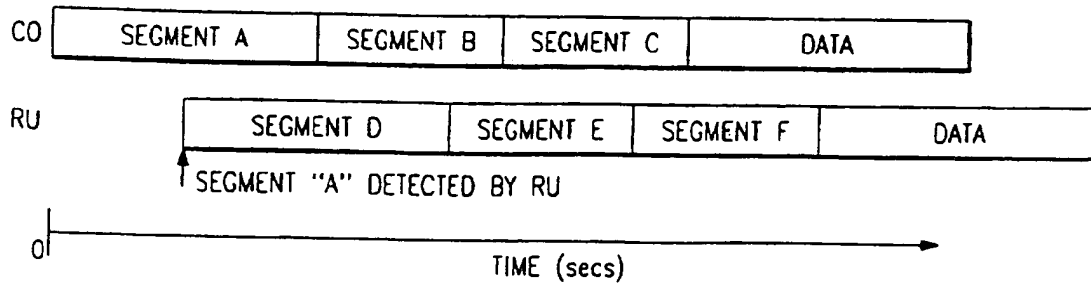 CO SEGMENT A SEGMENT B SEGMENT C DATA
RU SEGMENT D SEGMENT E SEGMENT F DATA
SEGMENT "A" DETECTED BY RU
0
TIME (secs)